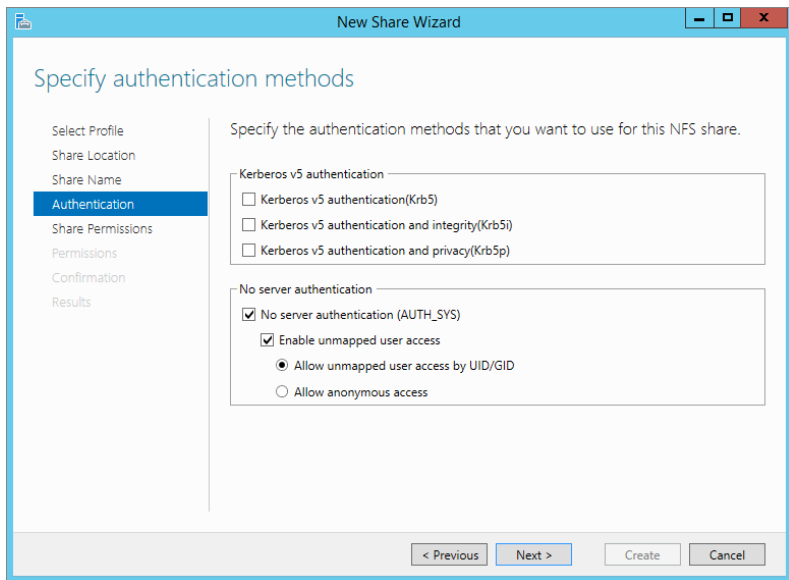 New Share Wizard
Specify authentication methods
Select Profile
Share Location
Share Name
Authentication
Share Permissions
Permissions
Confirmation
Results
Specify the authentication methods that you want to use for this NFS share.
Kerberos v5 authentication
Kerberos v5 authentication(Krb5)
Kerberos v5 authentication and integrity(Krb5i)
Kerberos v5 authentication and privacy(Krb5p)
No server authentication
No server authentication (AUTH_SYS)
Enable unmapped user access
Allow unmapped user access by UID/GID
Allow anonymous access
< Previous
Next >
Create
Cancel